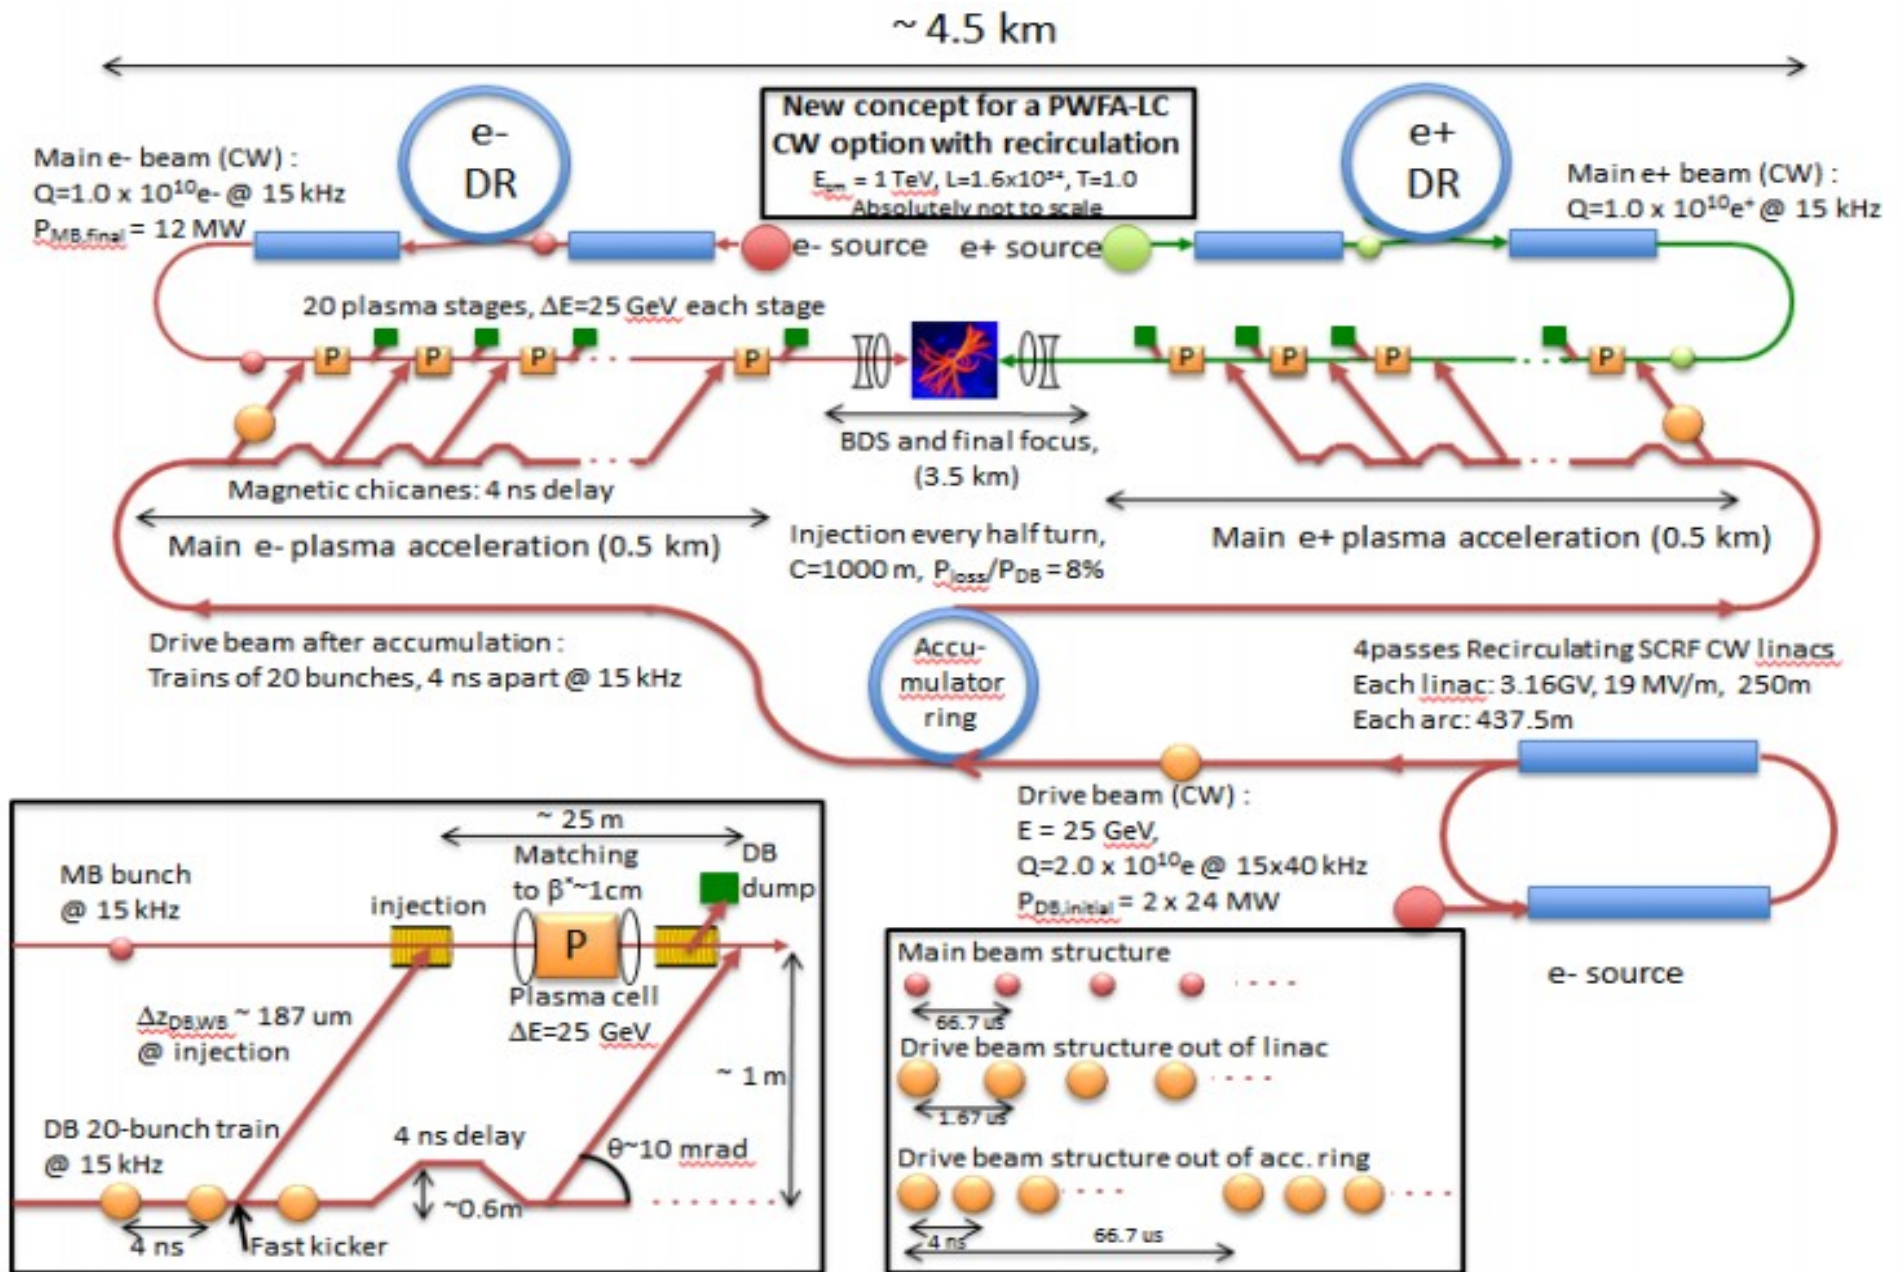 ~ 4.5 km
New concept for a PWFA-LC
CW option with recirculation
E_cm = 1 TeV, L=1.6x10³⁴, T=1.0
Absolutely not to scale
e-
DR
e+
DR
Main e- beam (CW) :
Q=1.0 x 10¹⁰e- @ 15 kHz
P_MB,final = 12 MW
Main e+ beam (CW) :
Q=1.0 x 10¹⁰e⁺ @ 15 kHz
e- source
e+ source
20 plasma stages, ΔE=25 GeV each stage
P
P
P
P
P
P
P
P
BDS and final focus,
(3.5 km)
Magnetic chicanes: 4 ns delay
Main e- plasma acceleration (0.5 km)
Injection every half turn,
C=1000 m, P_loss/P_DB = 8%
Main e+ plasma acceleration (0.5 km)
Drive beam after accumulation :
Trains of 20 bunches, 4 ns apart @ 15 kHz
Accu-
mulator
ring
4passes Recirculating SCRF CW linacs
Each linac: 3.16GV, 19 MV/m, 250m
Each arc: 437.5m
Drive beam (CW) :
E = 25 GeV,
Q=2.0 x 10¹⁰e @ 15x40 kHz
P_DB,initial = 2 x 24 MW
e- source
~ 25 m
Matching
to β*~1cm
DB
dump
MB bunch
@ 15 kHz
injection
P
Plasma cell
ΔE=25 GeV
Δz_DB,WB ~ 187 um
@ injection
~ 1 m
DB 20-bunch train
@ 15 kHz
4 ns delay
θ~10 mrad
~0.6m
4 ns
Fast kicker
Main beam structure
66.7 us
Drive beam structure out of linac
1.67 us
Drive beam structure out of acc. ring
4 ns
66.7 us